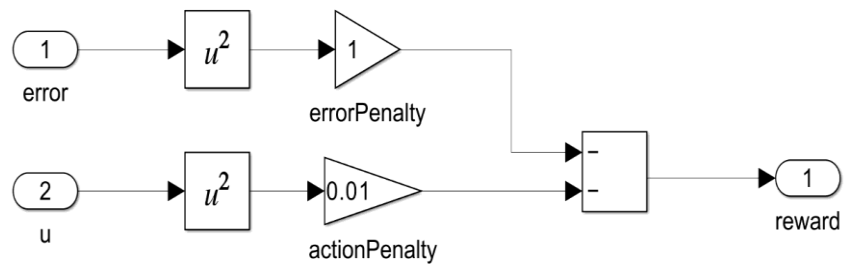 1
u²
1
error
errorPenalty
−
−
2
u²
0.01
1
u
actionPenalty
reward